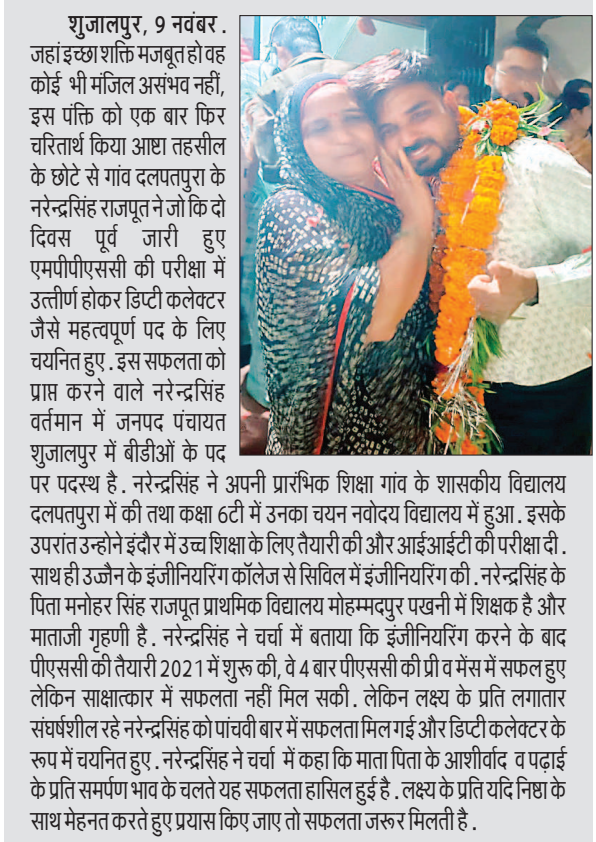 शुजालपुर, 9 नवंबर.
जहां इच्छा शक्ति मजबूत हो वह
कोई भी मंजिल असंभव नहीं,
इस पंक्ति को एक बार फिर
चरितार्थ किया आष्टा तहसील
के छोटे से गांव दलपतपुरा के
नरेन्द्रसिंह राजपूत ने जो कि दो
दिवस पूर्व जारी हुए
एमपीपीएससी की परीक्षा में
उत्तीर्ण होकर डिप्टी कलेक्टर
जैसे महत्वपूर्ण पद के लिए
चयनित हुए. इस सफलता को
प्राप्त करने वाले नरेन्द्रसिंह
वर्तमान में जनपद पंचायत
शुजालपुर में बीडीओं के पद
पर पदस्थ है. नरेन्द्रसिंह ने अपनी प्रारंभिक शिक्षा गांव के शासकीय विद्यालय
दलपतपुरा में की तथा कक्षा 6टी में उनका चयन नवोदय विद्यालय में हुआ. इसके
उपरांत उन्होने इंदौर में उच्च शिक्षा के लिए तैयारी की और आईआईटी की परीक्षा दी.
साथ ही उज्जैन के इंजीनियरिंग कॉलेज से सिविल में इंजीनियरिंग की. नरेन्द्रसिंह के
पिता मनोहर सिंह राजपूत प्राथमिक विद्यालय मोहम्मदपुर पखनी में शिक्षक है और
माताजी गृहणी है. नरेन्द्रसिंह ने चर्चा में बताया कि इंजीनियरिंग करने के बाद
पीएससी की तैयारी 2021 में शुरू की, वे 4 बार पीएससी की प्री व मेंस में सफल हुए
लेकिन साक्षात्कार में सफलता नहीं मिल सकी. लेकिन लक्ष्य के प्रति लगातार
संघर्षशील रहे नरेन्द्रसिंह को पांचवी बार में सफलता मिल गई और डिप्टी कलेक्टर के
रूप में चयनित हुए. नरेन्द्रसिंह ने चर्चा में कहा कि माता पिता के आशीर्वाद व पढ़ाई
के प्रति समर्पण भाव के चलते यह सफलता हासिल हुई है. लक्ष्य के प्रति यदि निष्ठा के
साथ मेहनत करते हुए प्रयास किए जाए तो सफलता जरूर मिलती है.